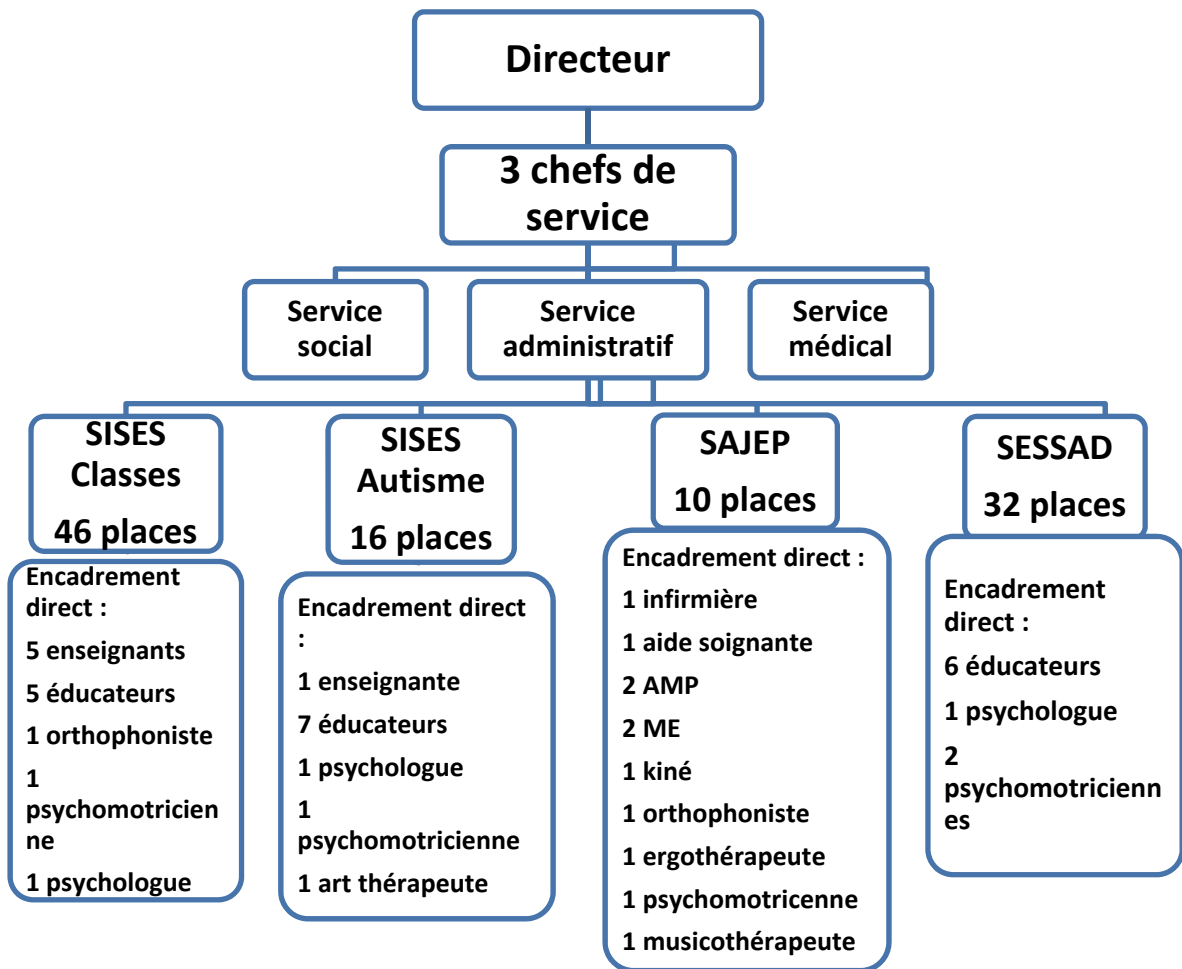 Directeur
3 chefs de
service
Service
social
Service
administratif
Service
médical
SISES
Classes
46 places
SISES
Autisme
16 places
SAJEP
10 places
SESSAD
32 places
Encadrement
direct :
5 enseignants
5 éducateurs
1 orthophoniste
1
psychomotricien
ne
1 psychologue
Encadrement direct
:
1 enseignante
7 éducateurs
1 psychologue
1
psychomotricienne
1 art thérapeute
Encadrement direct :
1 infirmière
1 aide soignante
2 AMP
2 ME
1 kiné
1 orthophoniste
1 ergothérapeute
1 psychomotricenne
1 musicothérapeute
Encadrement
direct :
6 éducateurs
1 psychologue
2
psychomotricienn
es